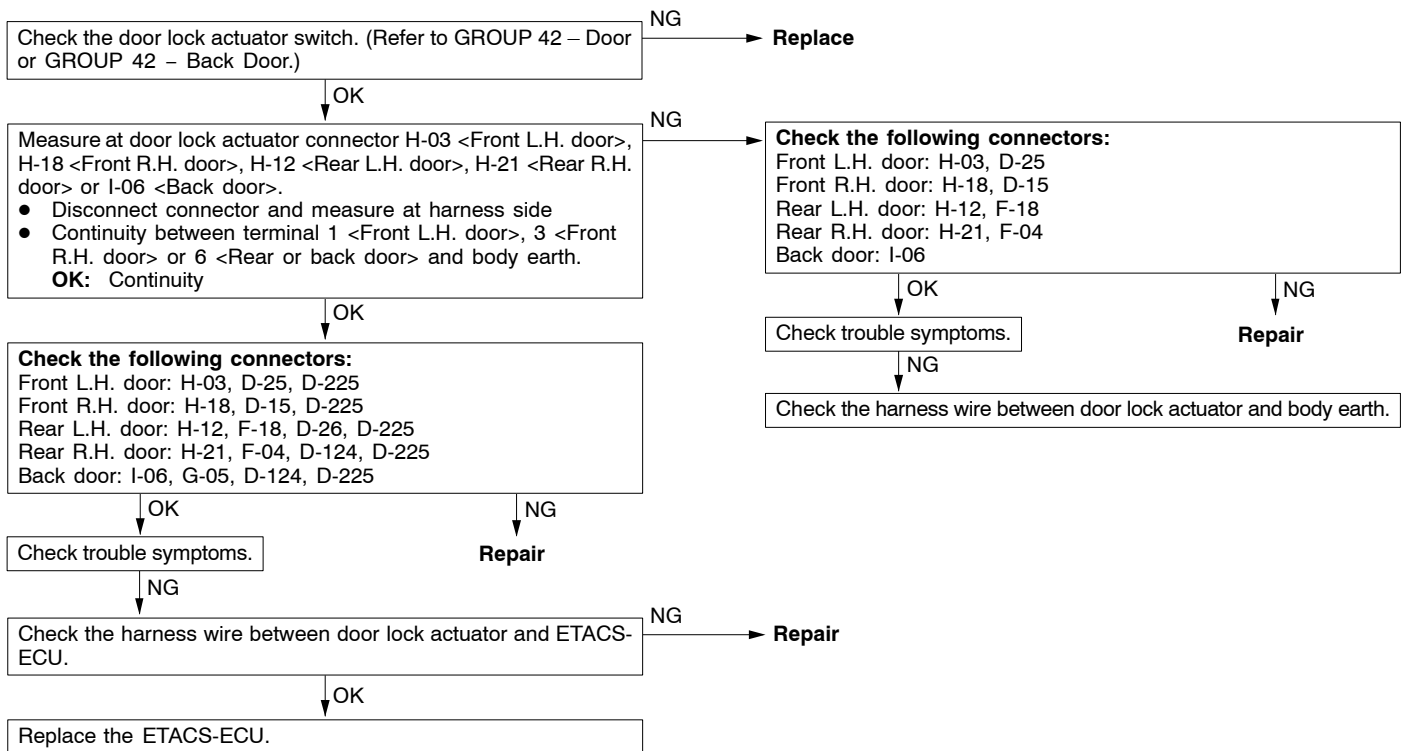 Check the door lock actuator switch. (Refer to GROUP 42 – Door
or GROUP 42 – Back Door.)
NG
Replace
OK
Measure at door lock actuator connector H-03 <Front L.H. door>,
H-18 <Front R.H. door>, H-12 <Rear L.H. door>, H-21 <Rear R.H.
door> or I-06 <Back door>.
● Disconnect connector and measure at harness side
● Continuity between terminal 1 <Front L.H. door>, 3 <Front
R.H. door> or 6 <Rear or back door> and body earth.
OK: Continuity
NG
Check the following connectors:
Front L.H. door: H-03, D-25
Front R.H. door: H-18, D-15
Rear L.H. door: H-12, F-18
Rear R.H. door: H-21, F-04
Back door: I-06
OK
NG
Check trouble symptoms.
Repair
NG
Check the harness wire between door lock actuator and body earth.
OK
Check the following connectors:
Front L.H. door: H-03, D-25, D-225
Front R.H. door: H-18, D-15, D-225
Rear L.H. door: H-12, F-18, D-26, D-225
Rear R.H. door: H-21, F-04, D-124, D-225
Back door: I-06, G-05, D-124, D-225
OK
NG
Check trouble symptoms.
Repair
NG
Check the harness wire between door lock actuator and ETACS-
ECU.
NG
Repair
OK
Replace the ETACS-ECU.